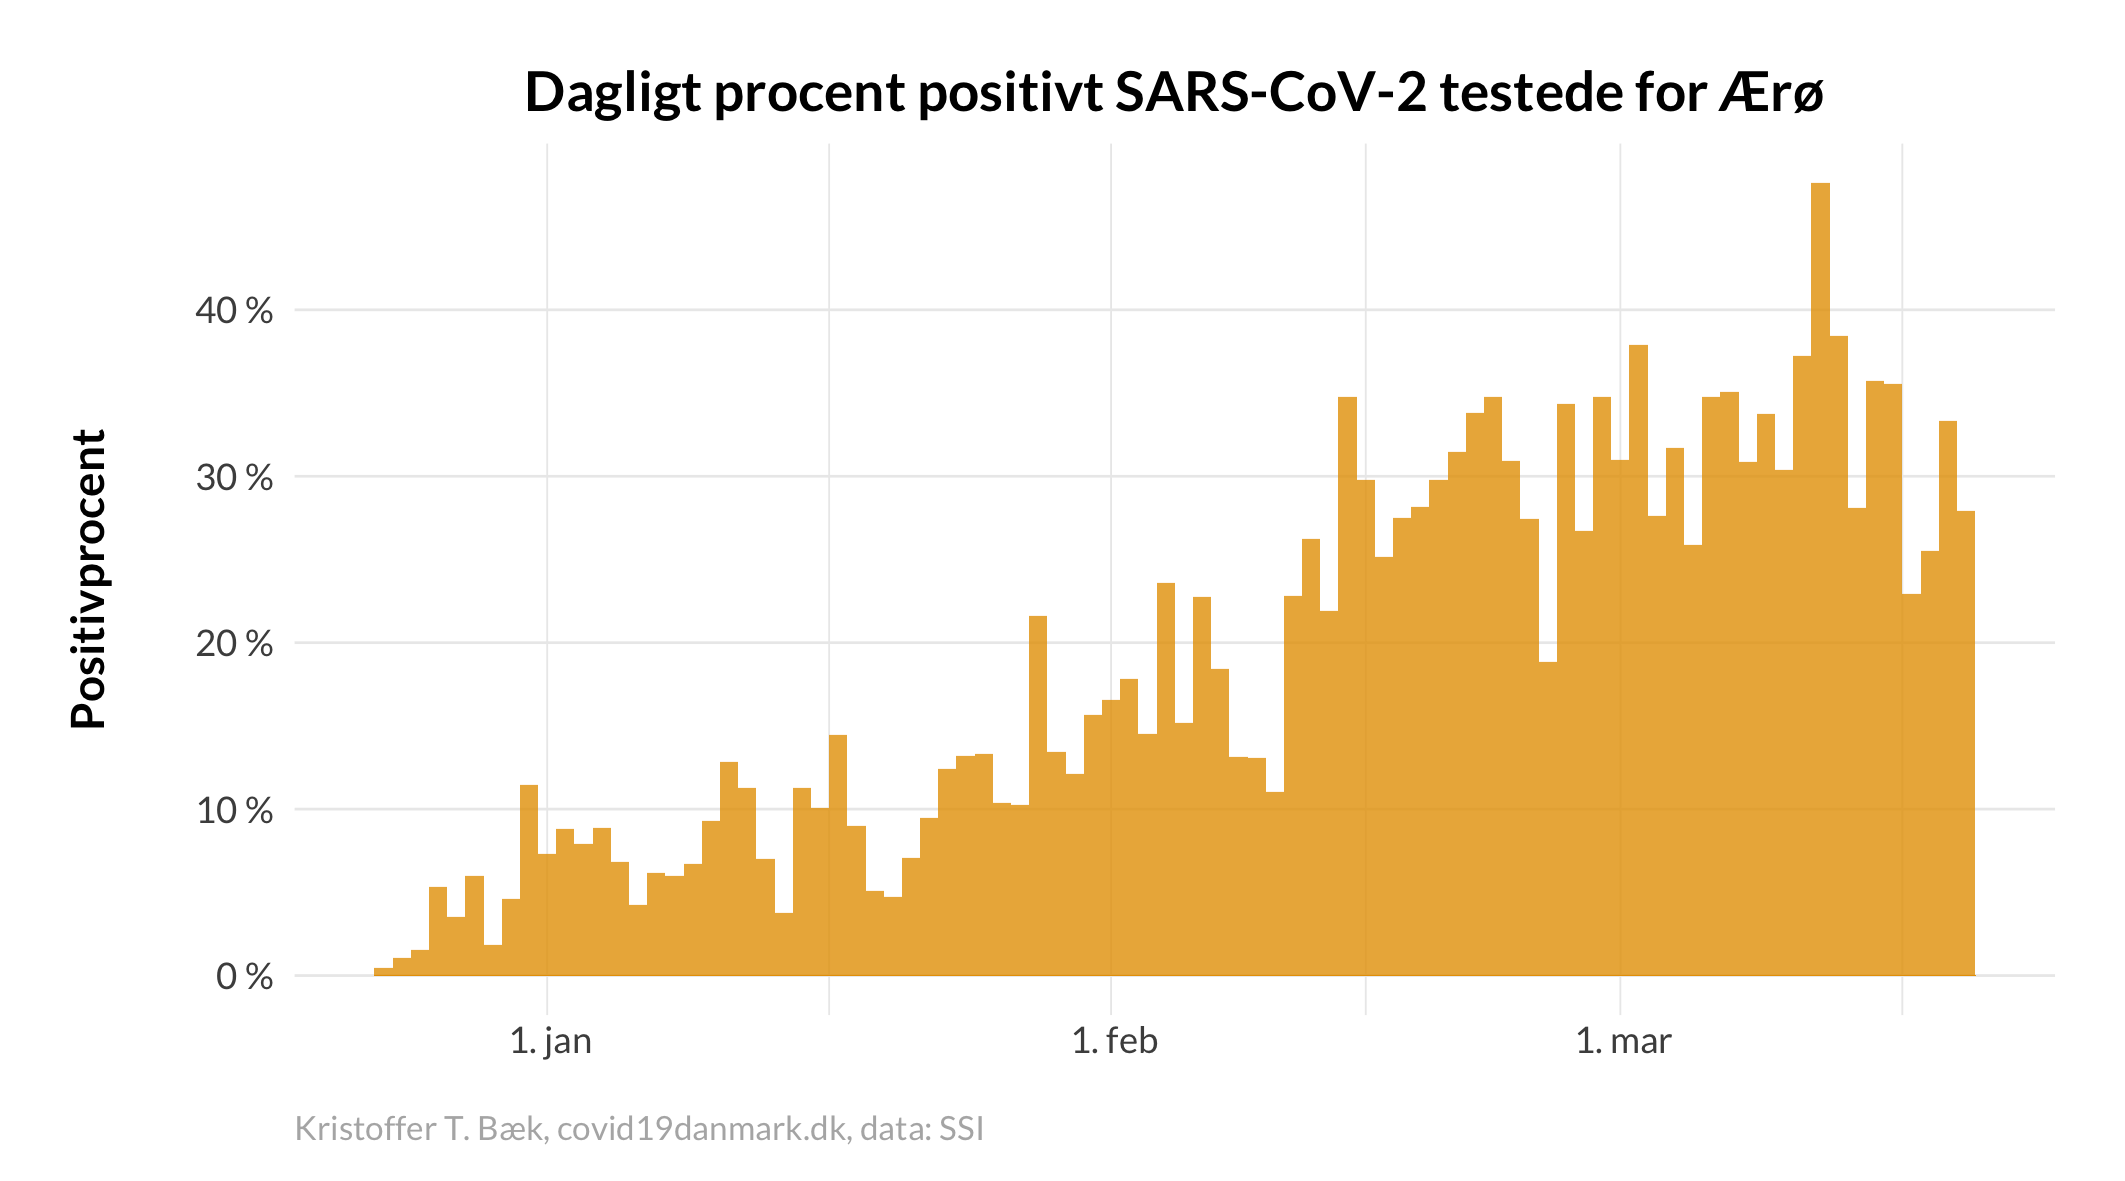 Dagligt procent positivt SARS-CoV-2 testede for Ærø
Positivprocent
40 %
30 %
20 %
10 %
0 %
1. jan
1. feb
1. mar
Kristoffer T. Bæk, covid19danmark.dk, data: SSI